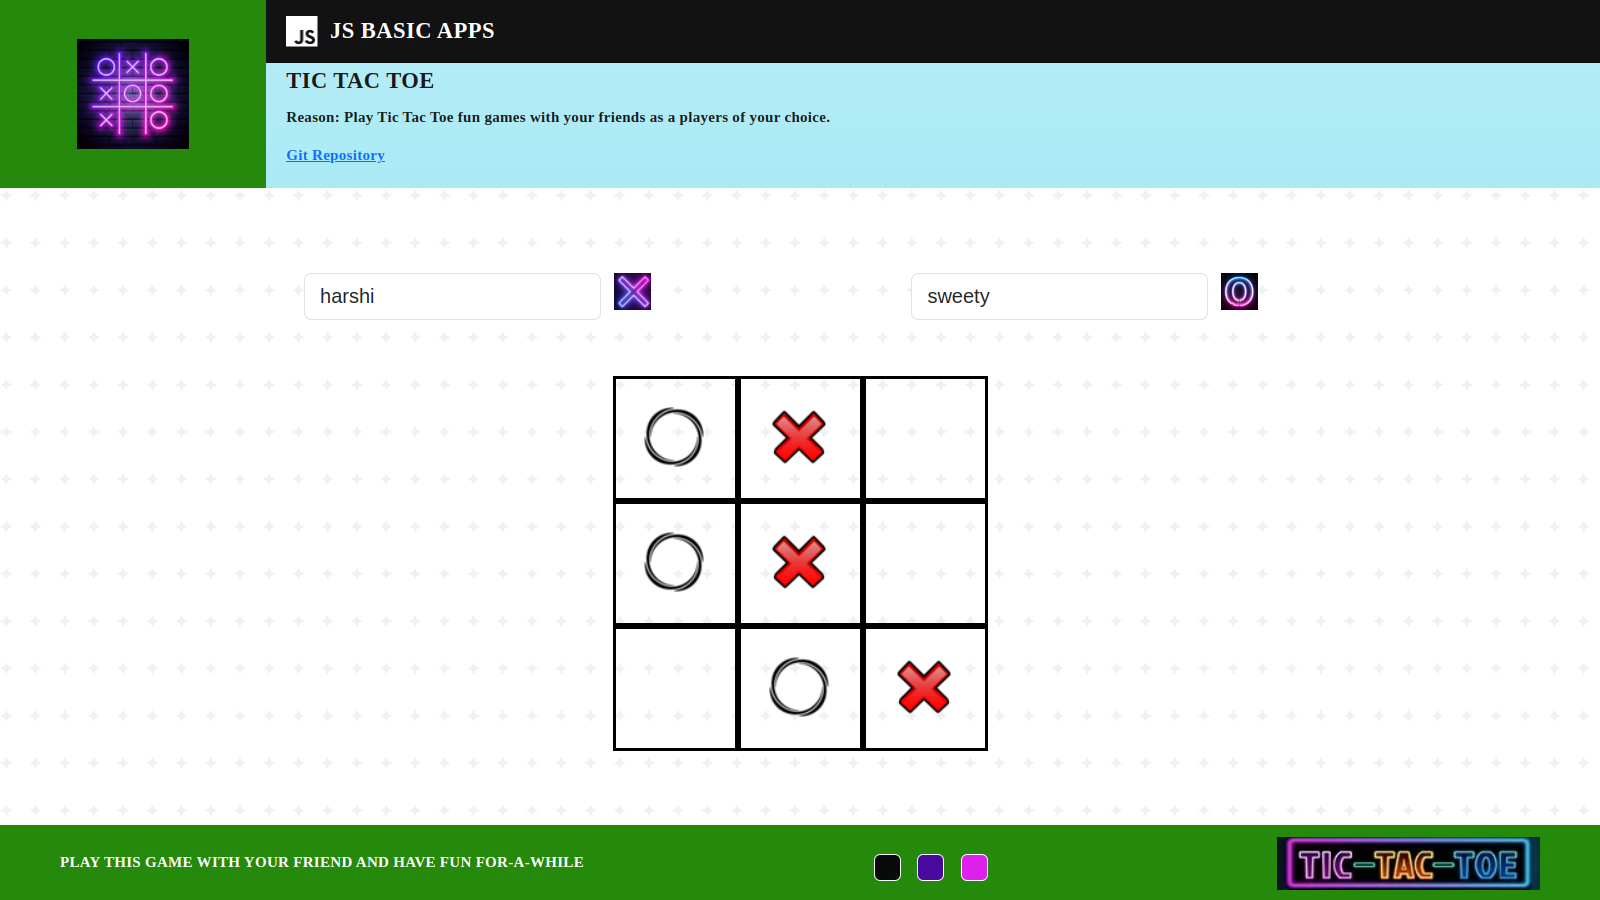 JS
JS BASIC APPS
TIC TAC TOE
Reason: Play Tic Tac Toe fun games with your friends as a players of your choice.
Git Repository
harshi
sweety
PLAY THIS GAME WITH YOUR FRIEND AND HAVE FUN FOR-A-WHILE
TIC-TAC-TOE